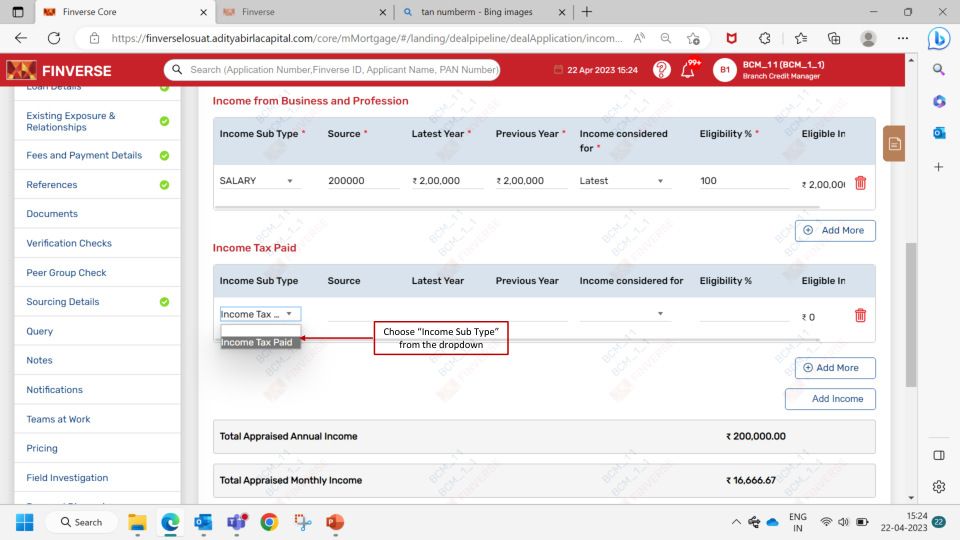 Finverse Core
Finverse
tan numberm - Bing images
https://finverselosuat.adityabirlacapital.com/core/mMortgage/#/landing/dealpipeline/dealApplication/incom...
FINVERSE
Search (Application Number,Finverse ID, Applicant Name, PAN Number)
22 Apr 2023 15:24
99+
B1
BCM_1 1 (BCM_1_1)
Branch Credit Manager
Loan Details
Existing Exposure &
Relationships
Fees and Payment Details
References
Documents
Verification Checks
Peer Group Check
Sourcing Details
Query
Notes
Notifications
Teams at Work
Pricing
Field Investigation
Income from Business and Profession
Income Sub Type * Source * Latest Year * Previous Year * Income considered for * Eligibility % * Eligible In
SALARY 200000 ₹ 2,00,000 ₹ 2,00,000 Latest 100 ₹ 2,00,00
Add More
Income Tax Paid
Income Sub Type Source Latest Year Previous Year Income considered for Eligibility % Eligible In
Income Tax ... ₹ 0
Income Tax Paid
Choose “Income Sub Type”
from the dropdown
Add More
Add Income
Total Appraised Annual Income ₹ 200,000.00
Total Appraised Monthly Income ₹ 16,666.67
BCM_1 1
BCM_1_1
FINVERSE
Search
ENG
IN
15:24
22-04-2023
22